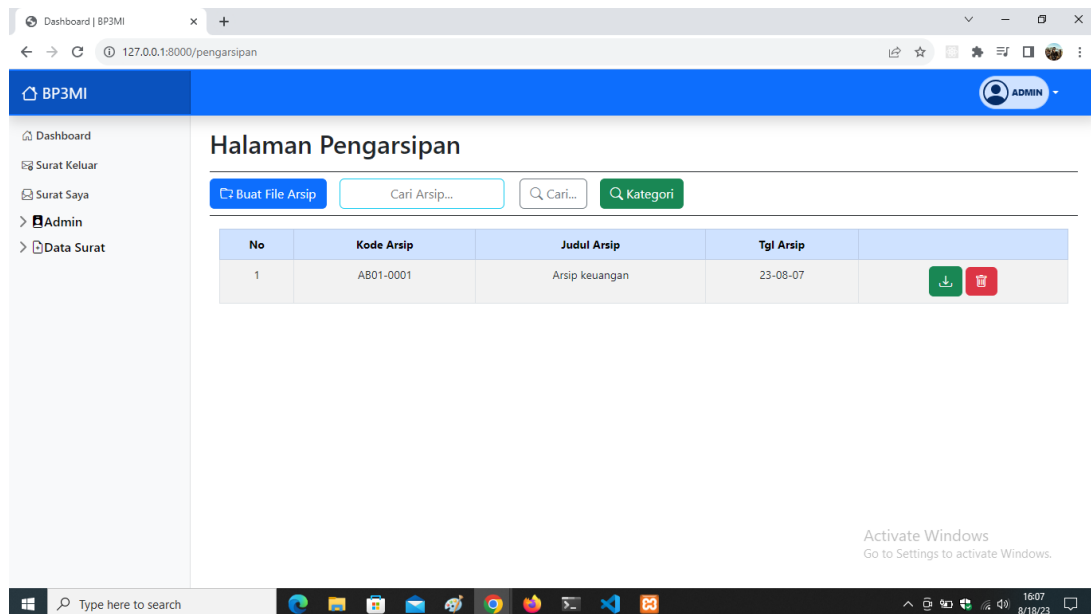 Dashboard | BP3MI
127.0.0.1:8000/pengarsipan
BP3MI
ADMIN
Dashboard
Surat Keluar
Surat Saya
Admin
Data Surat
Halaman Pengarsipan
Buat File Arsip
Cari Arsip...
Cari...
Kategori
No Kode Arsip Judul Arsip Tgl Arsip
1 AB01-0001 Arsip keuangan 23-08-07
Activate Windows
Go to Settings to activate Windows.
Type here to search
16:07
8/18/23